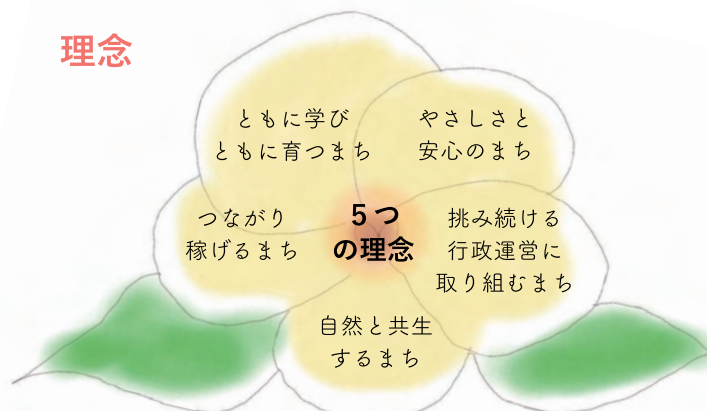 理念
ともに学び
ともに育つまち
やさしさと
安心のまち
つながり
稼げるまち
５つ
の理念
挑み続ける
行政運営に
取り組むまち
自然と共生
するまち